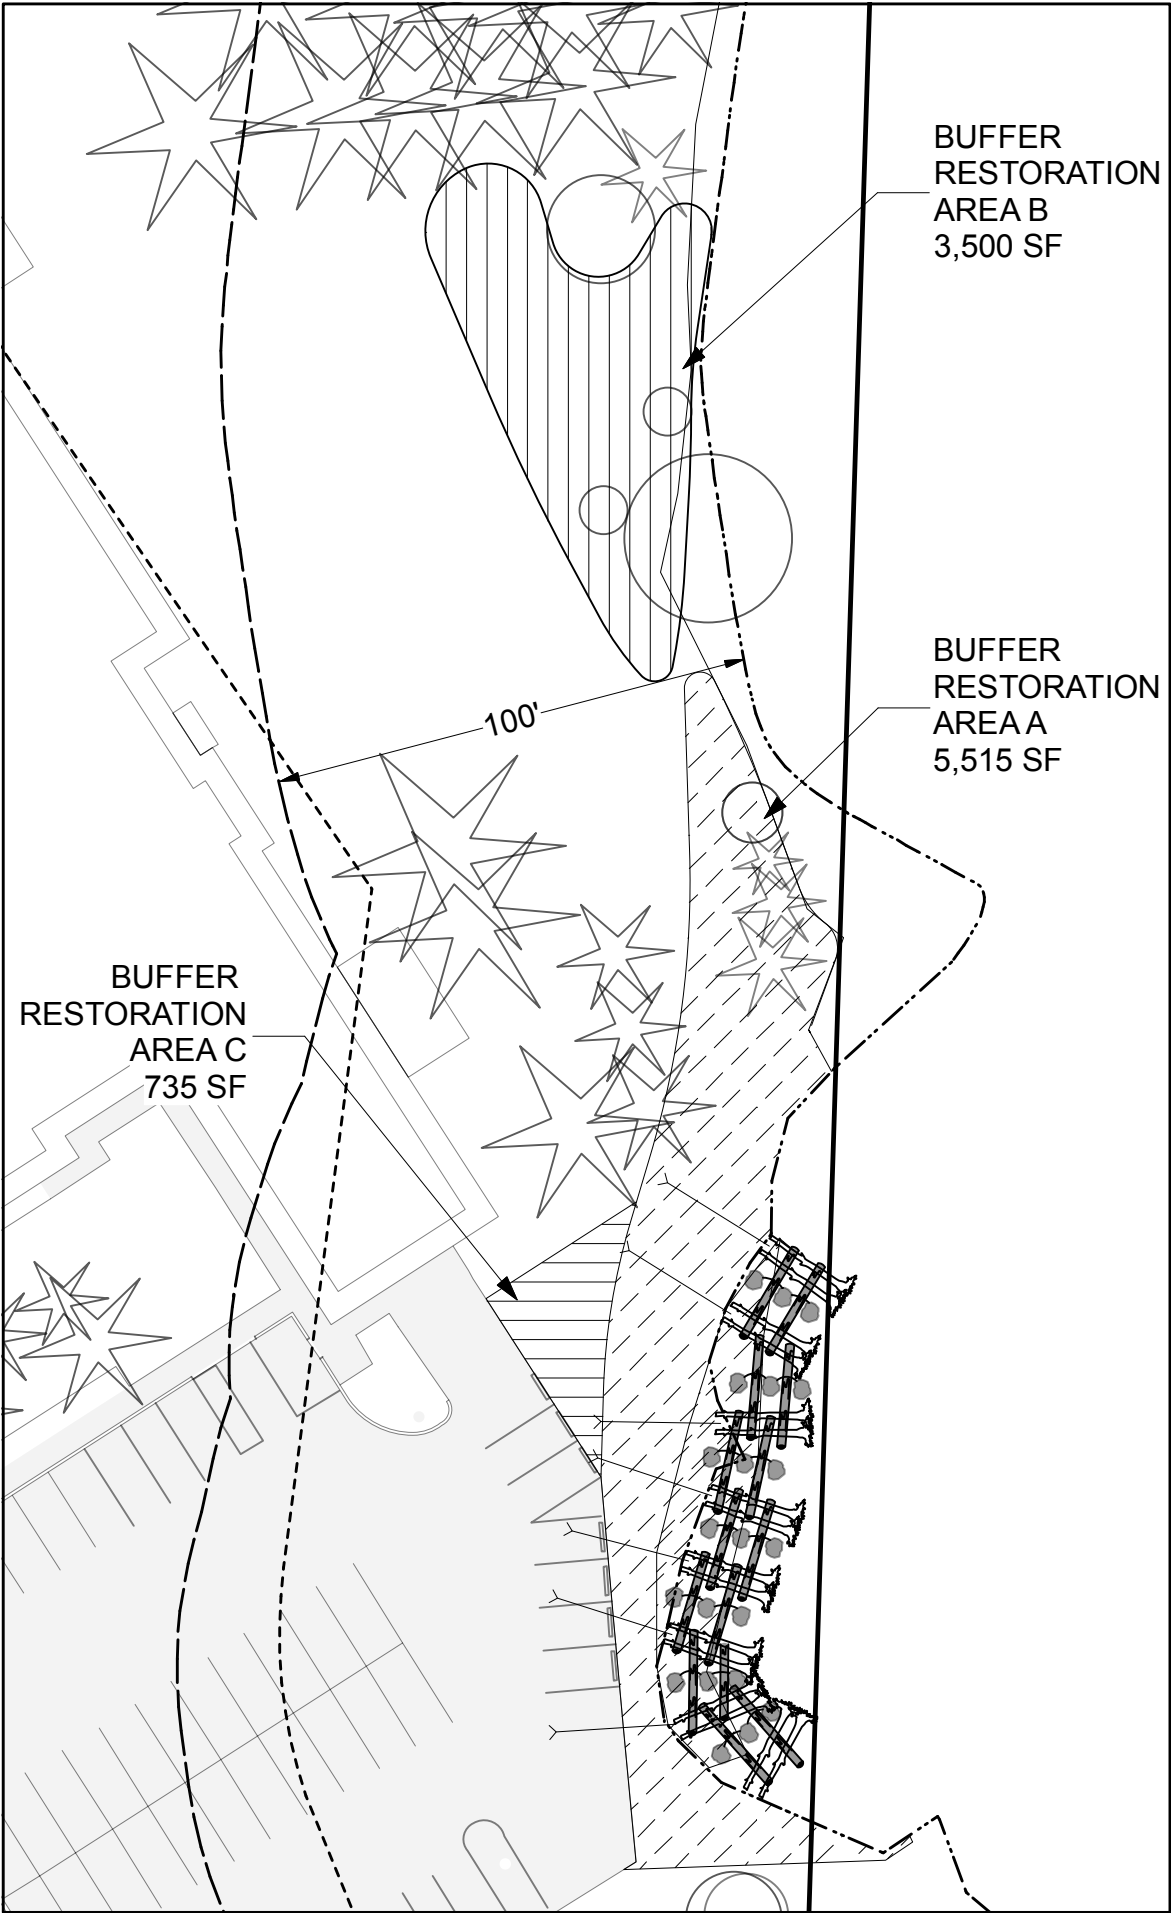 BUFFER
RESTORATION
AREA B
3,500 SF
BUFFER
RESTORATION
AREA A
5,515 SF
100'
BUFFER
RESTORATION
AREA C
735 SF